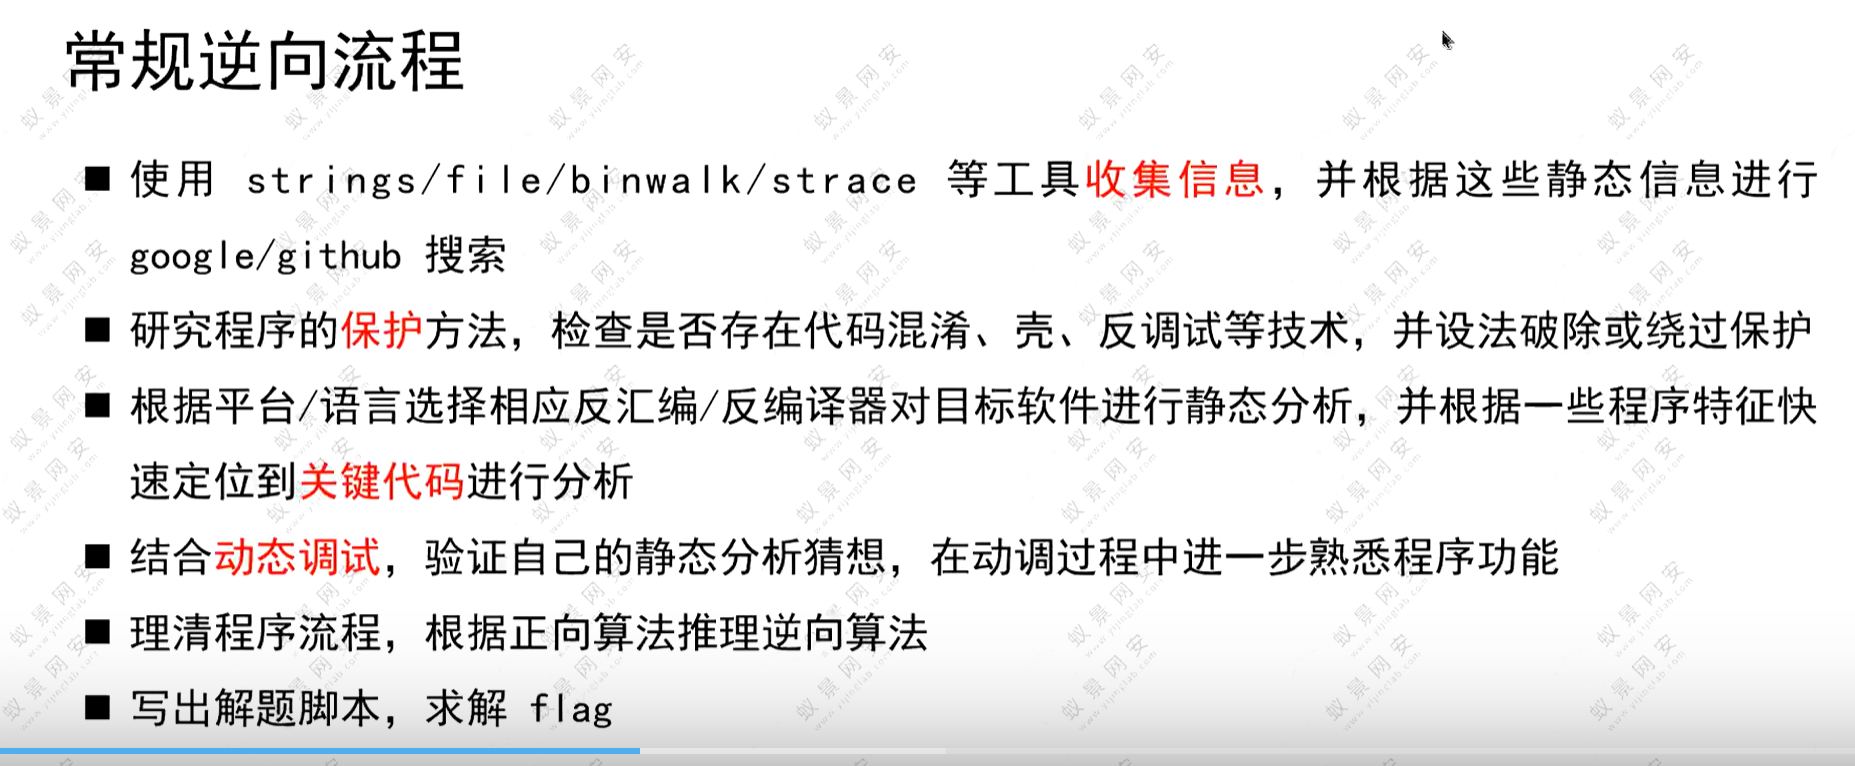 常规逆向流程
■ 使用 strings/file/binwalk/strace 等工具收集信息，并根据这些静态信息进行
google/github 搜索
■ 研究程序的保护方法，检查是否存在代码混淆、壳、反调试等技术，并设法破除或绕过保护
■ 根据平台/语言选择相应反汇编/反编译器对目标软件进行静态分析，并根据一些程序特征快
速定位到关键代码进行分析
■ 结合动态调试，验证自己的静态分析猜想，在动调过程中进一步熟悉程序功能
■ 理清程序流程，根据正向算法推理逆向算法
■ 写出解题脚本，求解 flag
蚁景网安
www.yijinglab.com